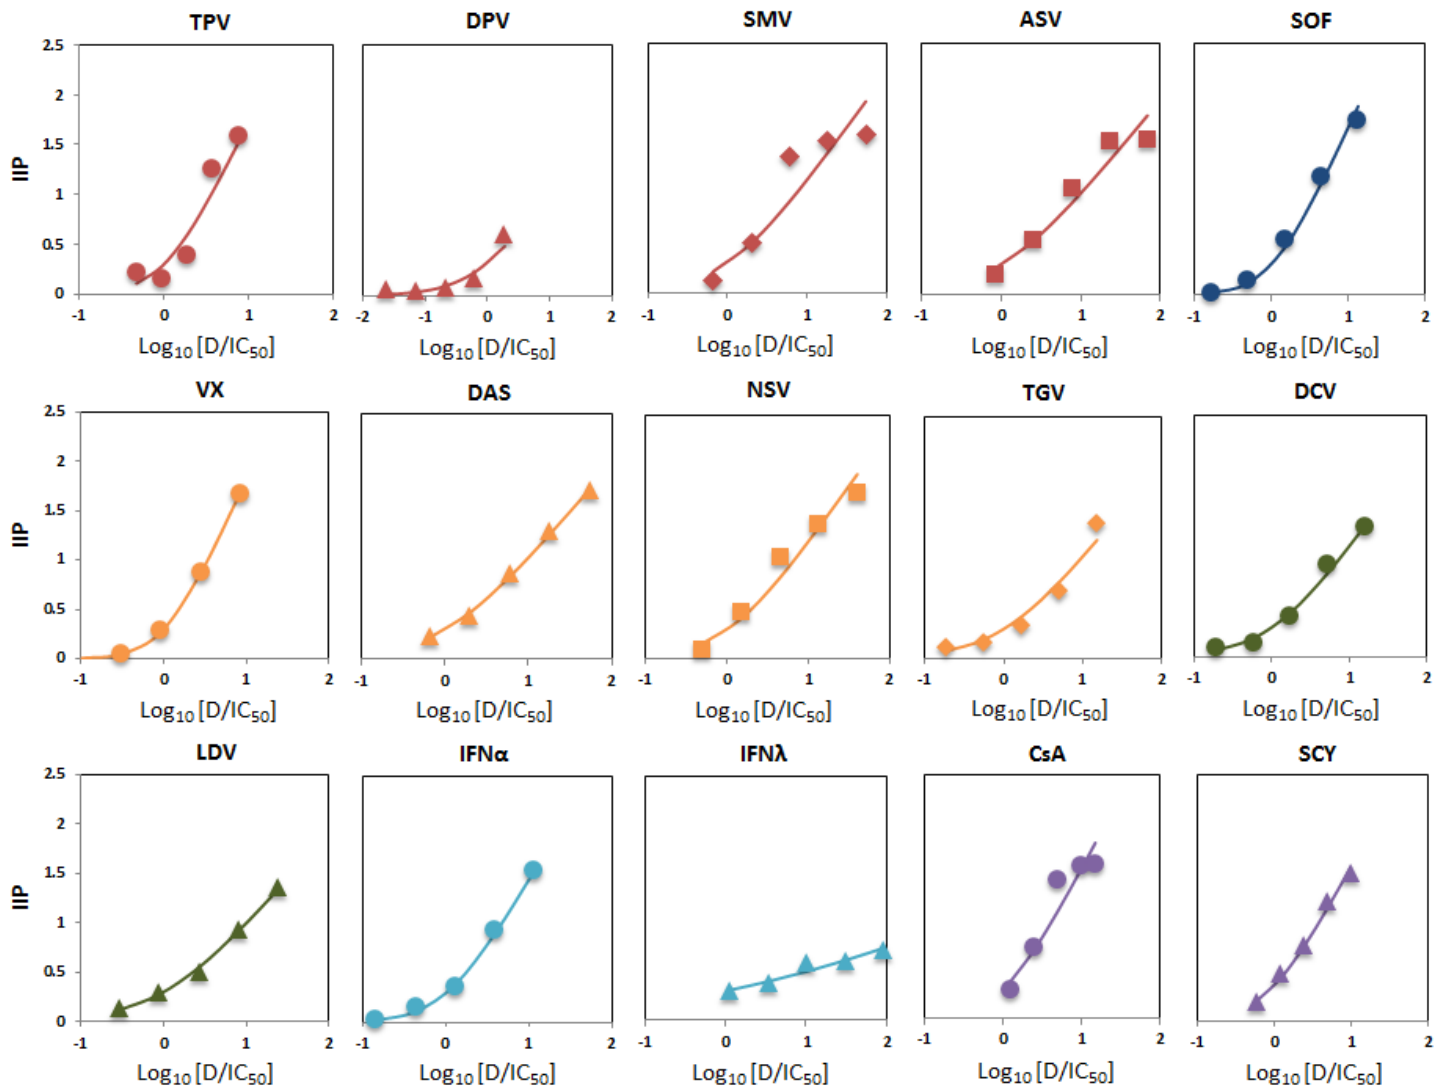 TPV DPV SMV ASV SOF
2.5
2
1.5
1
0.5
0
IIP
-1 0 1 2 -2 -1 0 1 2 -1 0 1 2 -1 0 1 2 -1 0 1 2
Log10 [D/IC50] Log10 [D/IC50] Log10 [D/IC50] Log10 [D/IC50] Log10 [D/IC50]
VX DAS NSV TGV DCV
2.5
2
1.5
1
0.5
0
IIP
-1 0 1 2 -1 0 1 2 -1 0 1 2 -1 0 1 2 -1 0 1 2
Log10 [D/IC50] Log10 [D/IC50] Log10 [D/IC50] Log10 [D/IC50] Log10 [D/IC50]
LDV IFNα IFNλ CsA SCY
2.5
2
1.5
1
0.5
0
IIP
-1 0 1 2 -1 0 1 2 -1 0 1 2 -1 0 1 2 -1 0 1 2
Log10 [D/IC50] Log10 [D/IC50] Log10 [D/IC50] Log10 [D/IC50] Log10 [D/IC50]